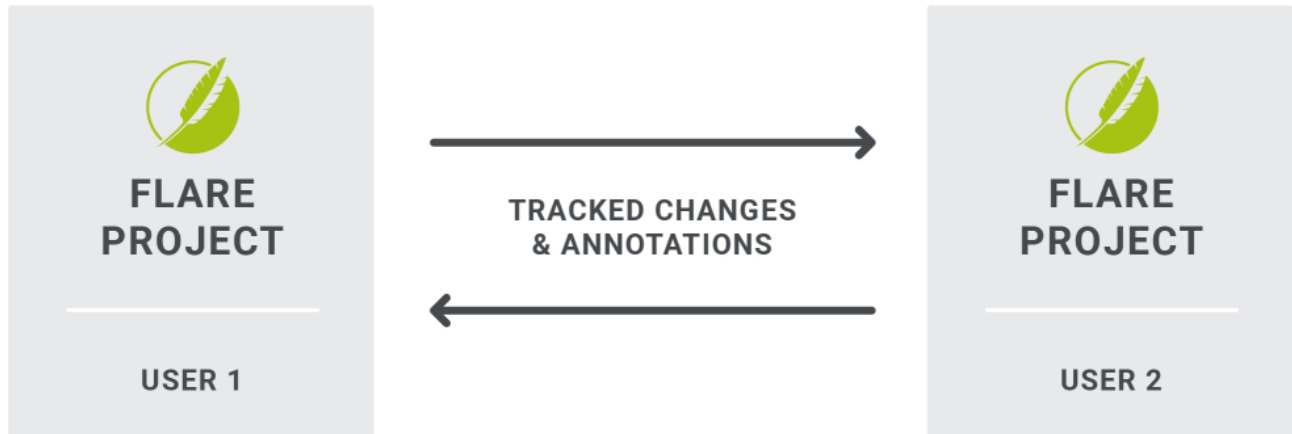 FLARE
PROJECT
USER 1
TRACKED CHANGES
& ANNOTATIONS
FLARE
PROJECT
USER 2